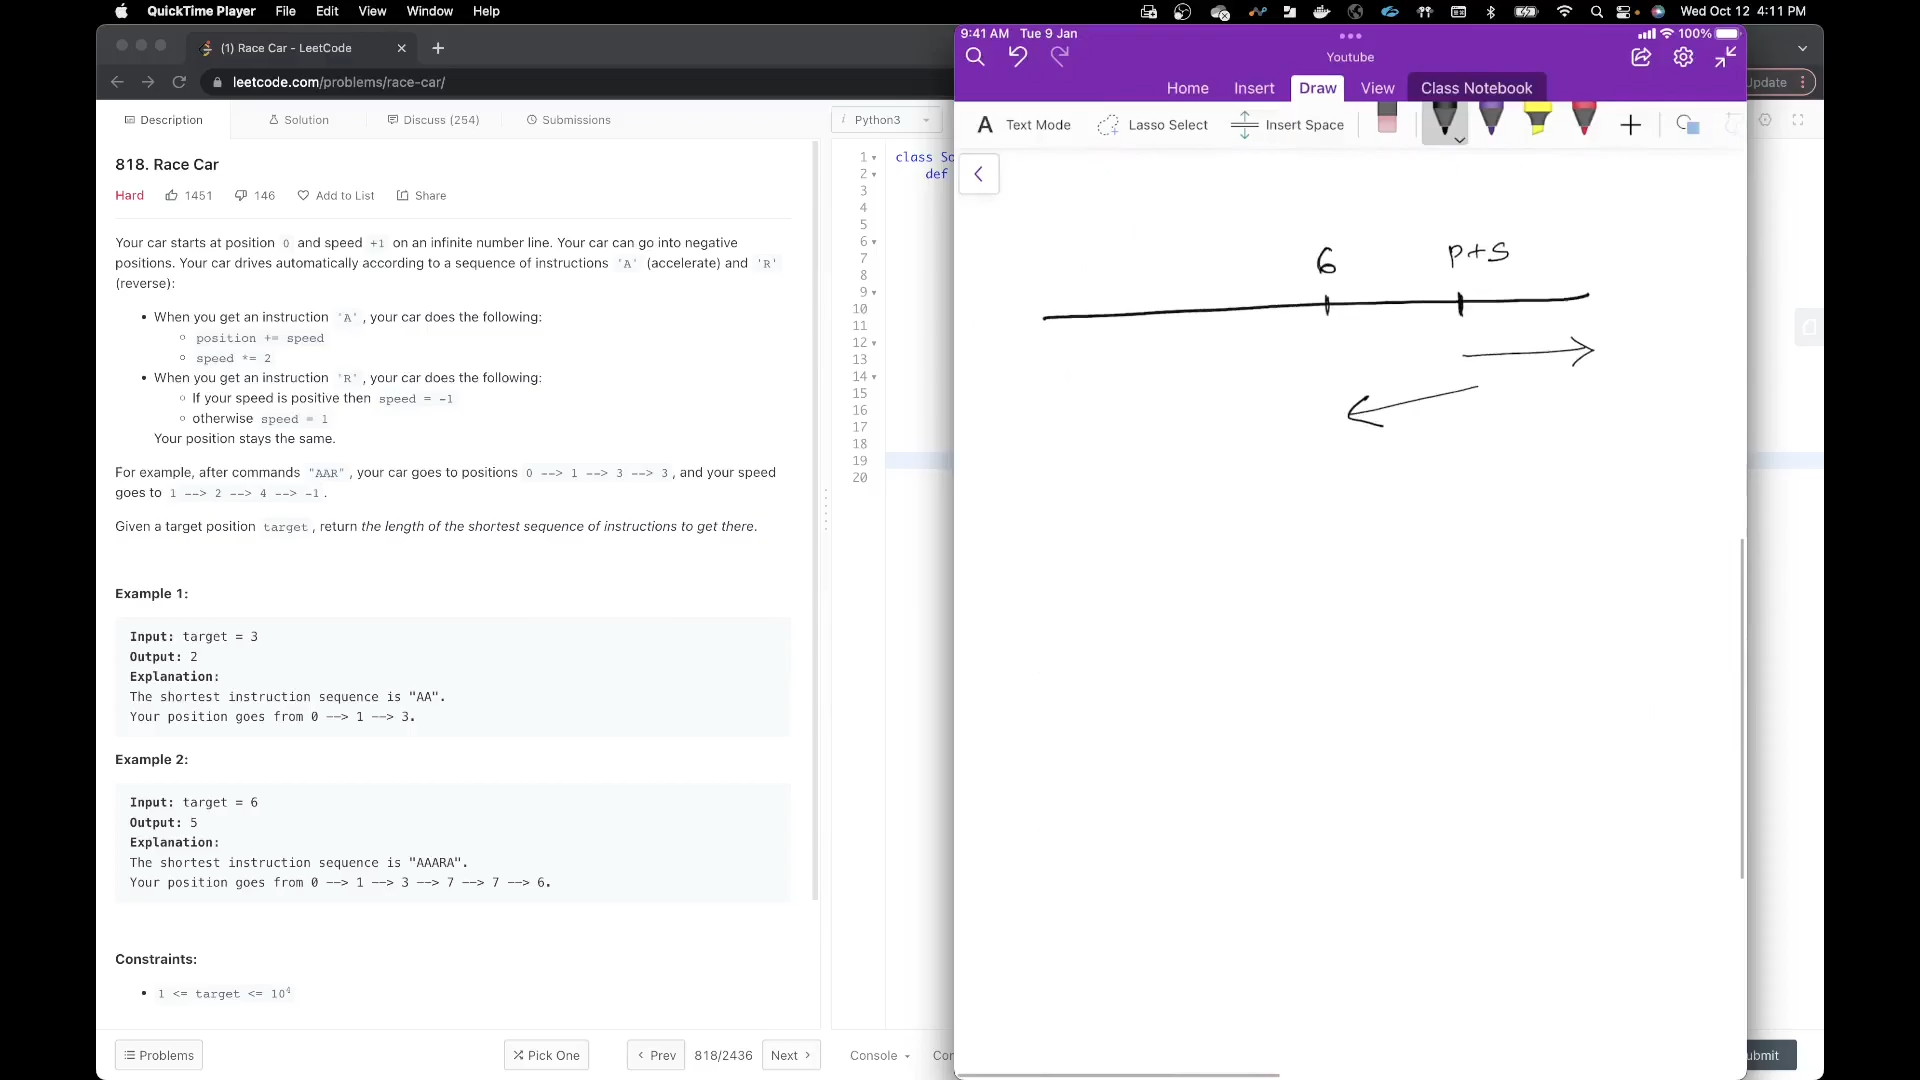 QuickTime Player File Edit View Window Help Wed Oct 12 4:11 PM
(1) Race Car - LeetCode
leetcode.com/problems/race-car/
Description Solution Discuss (254) Submissions
818. Race Car
Hard 1451 146 Add to List Share
Your car starts at position 0 and speed +1 on an infinite number line. Your car can go into negative
positions. Your car drives automatically according to a sequence of instructions 'A' (accelerate) and 'R'
(reverse):
• When you get an instruction 'A', your car does the following:
position += speed
speed *= 2
• When you get an instruction 'R', your car does the following:
If your speed is positive then speed = -1
otherwise speed = 1
Your position stays the same.
For example, after commands "AAR", your car goes to positions 0 --> 1 --> 3 --> 3, and your speed
goes to 1 --> 2 --> 4 --> -1.
Given a target position target, return the length of the shortest sequence of instructions to get there.
Example 1:
Input: target = 3
Output: 2
Explanation:
The shortest instruction sequence is "AA".
Your position goes from 0 --> 1 --> 3.
Example 2:
Input: target = 6
Output: 5
Explanation:
The shortest instruction sequence is "AAARA".
Your position goes from 0 --> 1 --> 3 --> 7 --> 7 --> 6.
Constraints:
• 1 <= target <= 10⁴
Problems Pick One < Prev 818/2436 Next > Console Con
i Python3
1 class So
2 def
3
4
5
6
7
8
9
10
11
12
13
14
15
16
17
18
19
20
9:41 AM Tue 9 Jan 100%
Youtube
Home Insert Draw View Class Notebook
A Text Mode Lasso Select Insert Space
6 p+s
pdate
ubmit